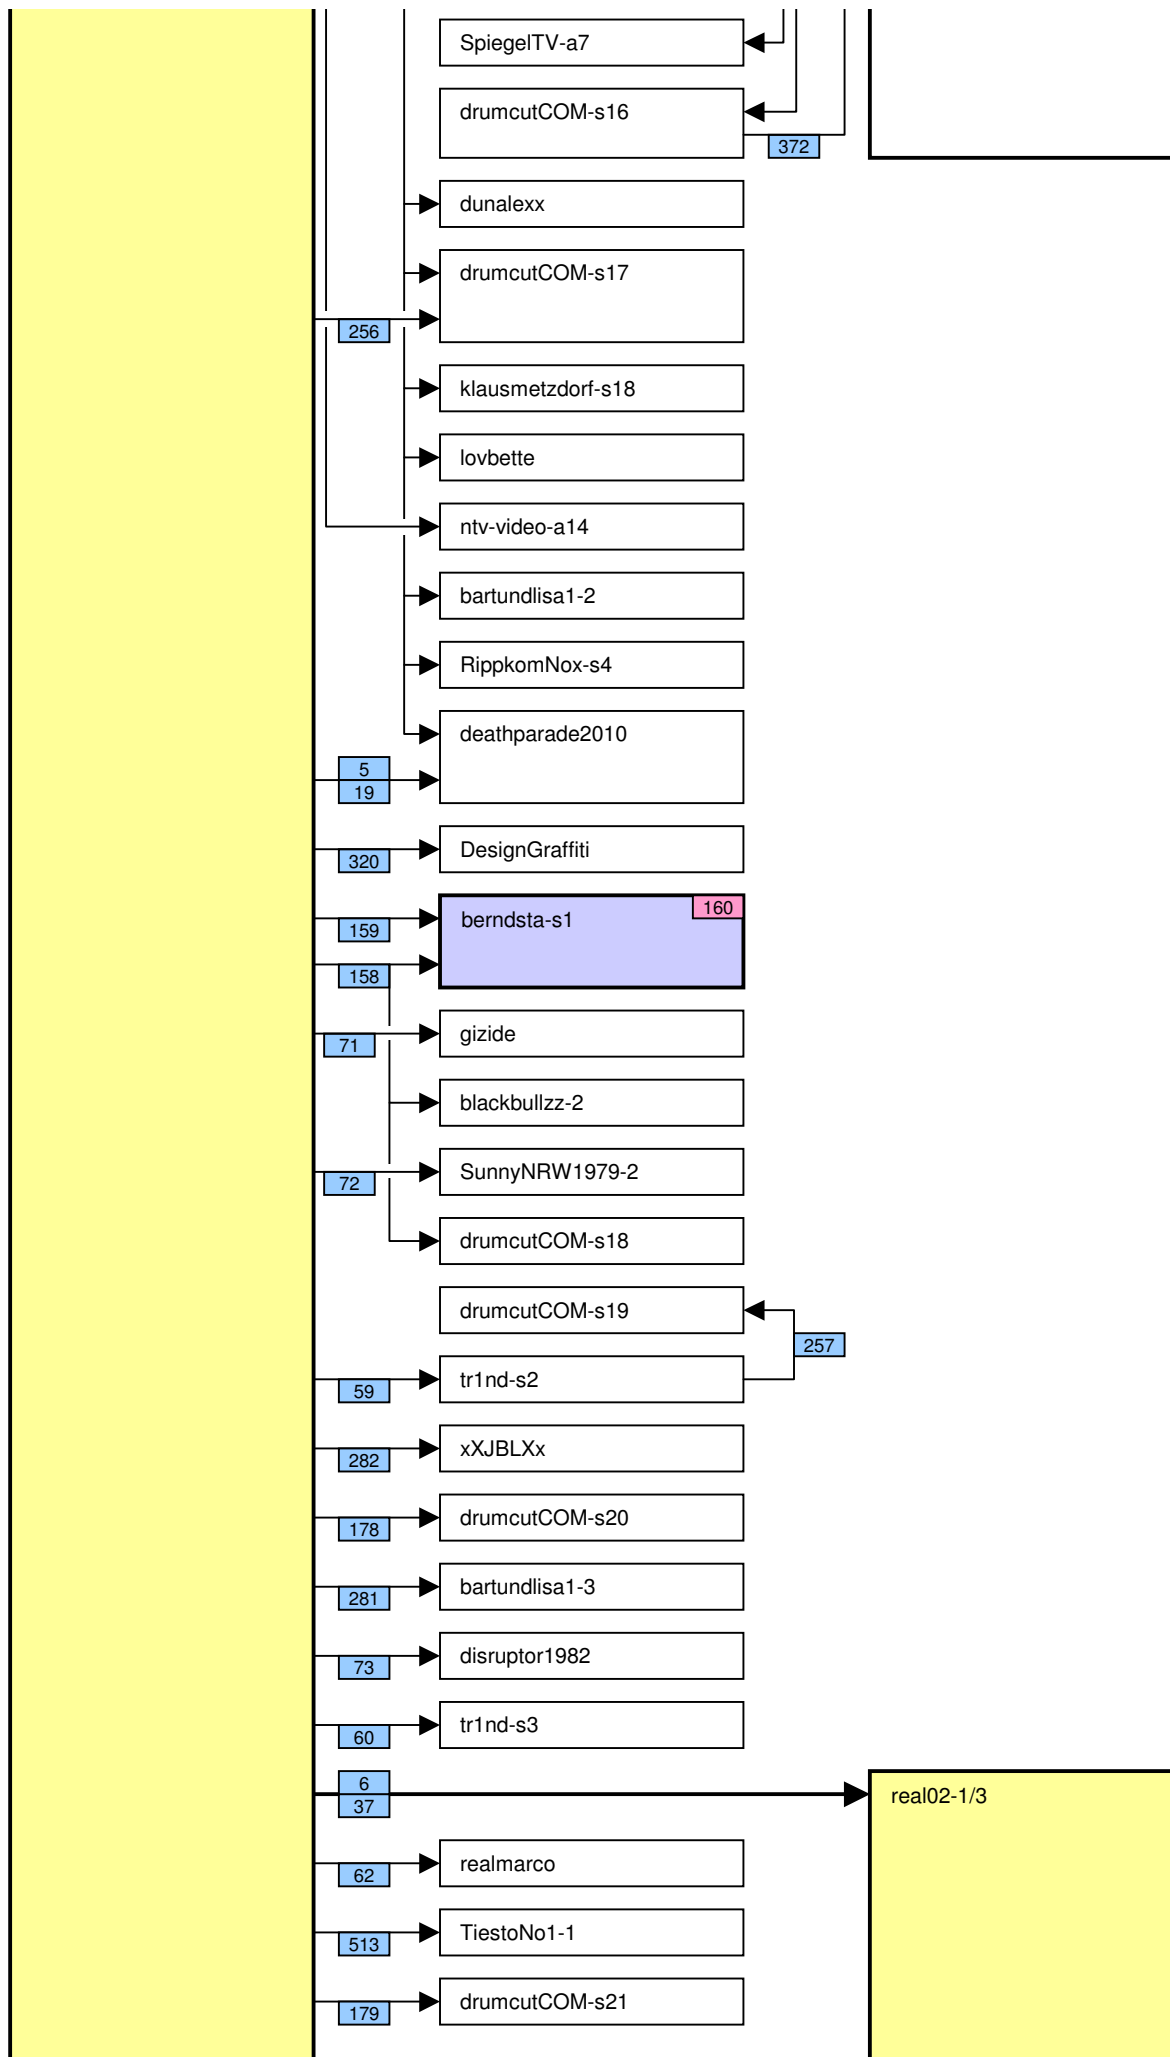 SpiegelTV-a7
drumcutCOM-s16
372
dunalexx
drumcutCOM-s17
256
klausmetzdorf-s18
lovbette
ntv-video-a14
bartundlisa1-2
RippkomNox-s4
deathparade2010
5
19
DesignGraffiti
320
berndsta-s1
160
159
158
gizide
71
blackbullzz-2
SunnyNRW1979-2
72
drumcutCOM-s18
drumcutCOM-s19
257
tr1nd-s2
59
xXJBLXx
282
drumcutCOM-s20
178
bartundlisa1-3
281
disruptor1982
73
tr1nd-s3
60
6
37
real02-1/3
realmarco
62
TiestoNo1-1
513
drumcutCOM-s21
179